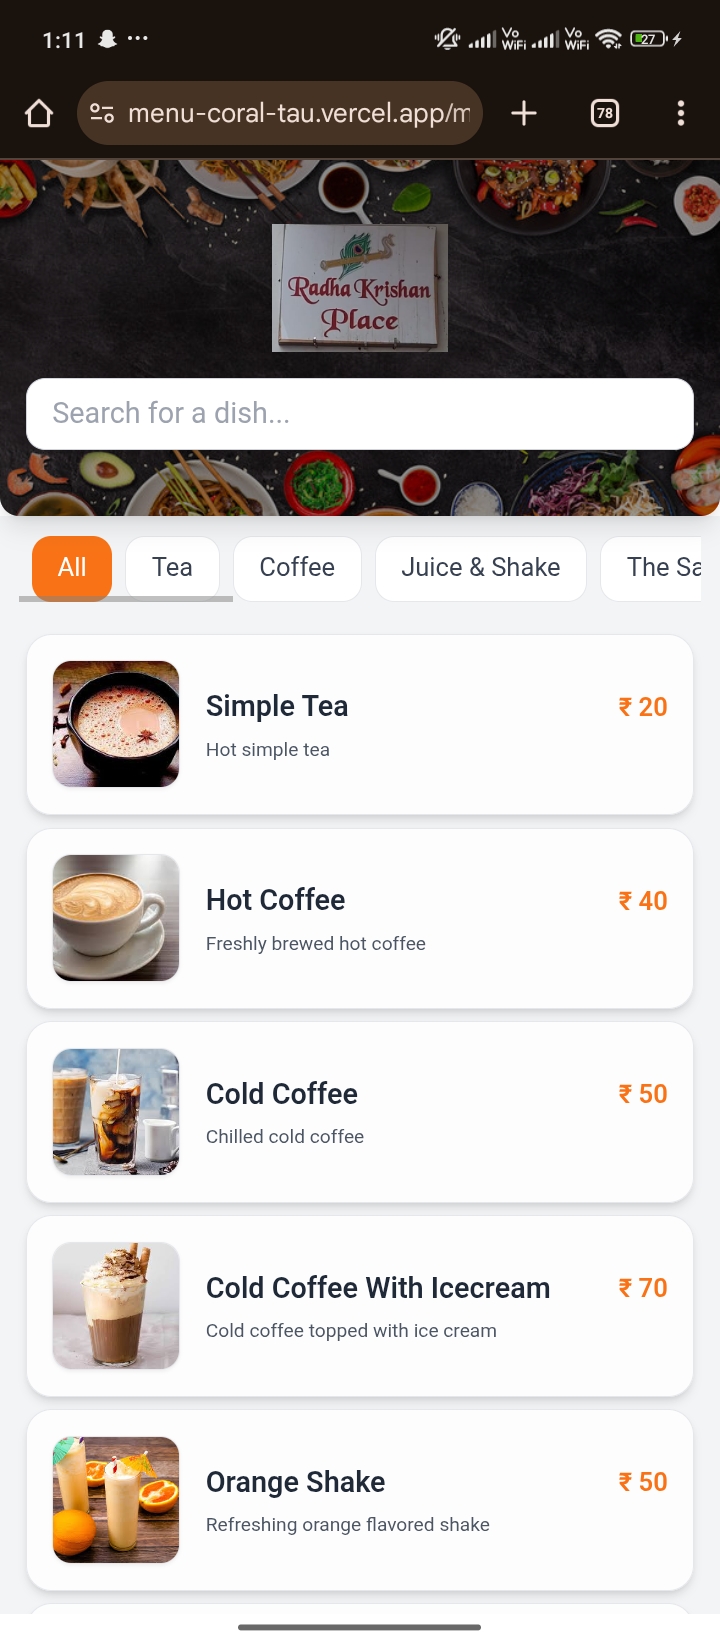 1:11
Vo WiFi
Vo WiFi
27
menu-coral-tau.vercel.app/m
78
Radha Krishan
Place
Search for a dish...
All
Tea
Coffee
Juice & Shake
The Sa
Simple Tea
₹ 20
Hot simple tea
Hot Coffee
₹ 40
Freshly brewed hot coffee
Cold Coffee
₹ 50
Chilled cold coffee
Cold Coffee With Icecream
₹ 70
Cold coffee topped with ice cream
Orange Shake
₹ 50
Refreshing orange flavored shake